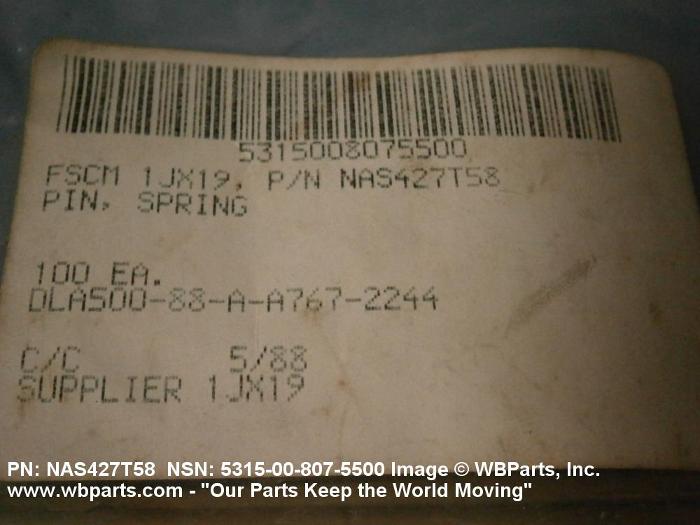 5315008075500
FSCM 1JX19, P/N NAS427T58
PIN, SPRING
100 EA.
DLA500-88-A-A767-2244
C/C 5/88
SUPPLIER 1JX19
PN: NAS427T58 NSN: 5315-00-807-5500 Image © WBParts, Inc.
www.wbparts.com - "Our Parts Keep the World Moving"